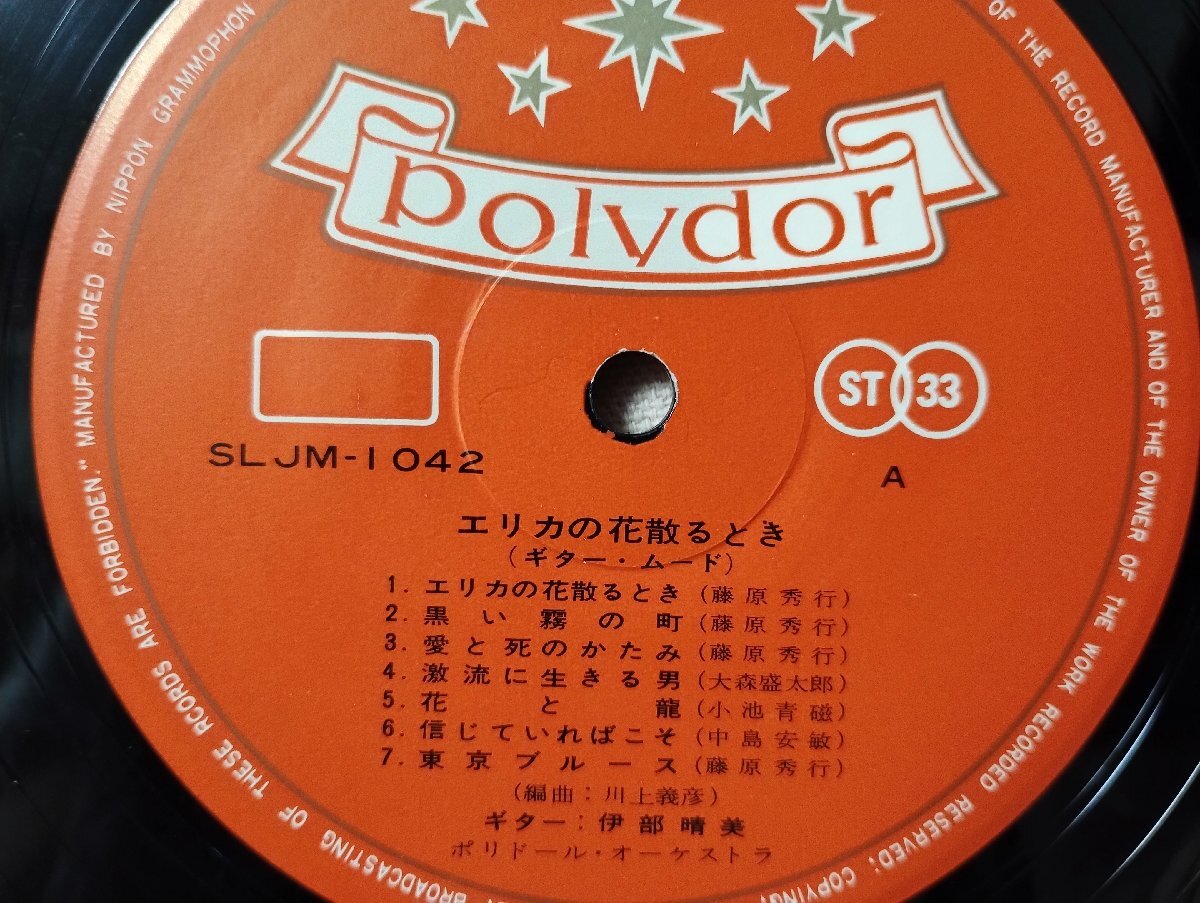 polydor
ST 33
SLJM-1042
A
エリカの花散るとき
(ギター・ムード)
1. エリカの花散るとき (藤原秀行)
2. 黒い霧の町 (藤原秀行)
3. 愛と死のかたみ (藤原秀行)
4. 激流に生きる男 (大森盛太郎)
5. 花と龍 (小池青磁)
6. 信じていればこそ (中島安敏)
7. 東京ブルース (藤原秀行)
(編曲:川上義彦)
ギター:伊部晴美
ポリドール・オーケストラ
OF THE RECORD MANUFACTURER AND OF THE OWNER OF THE WORK RECORDED RESERVED; COPYING,
BROADCASTING OF THESE RCORDS ARE FORBIDDEN." MANUFACTURED BY NIPPON GRAMMOPHON